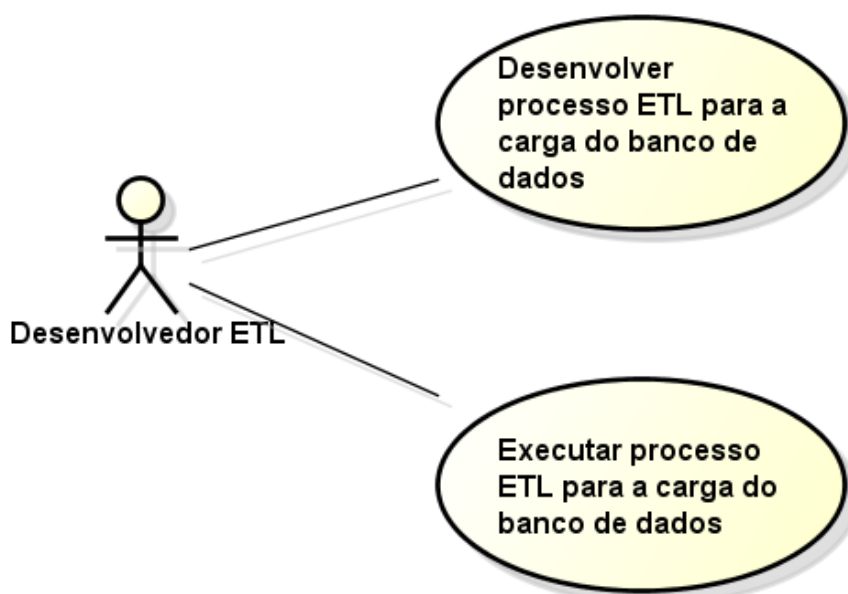 Desenvolver
processo ETL para a
carga do banco de
dados
Desenvolvedor ETL
Executar processo
ETL para a carga do
banco de dados